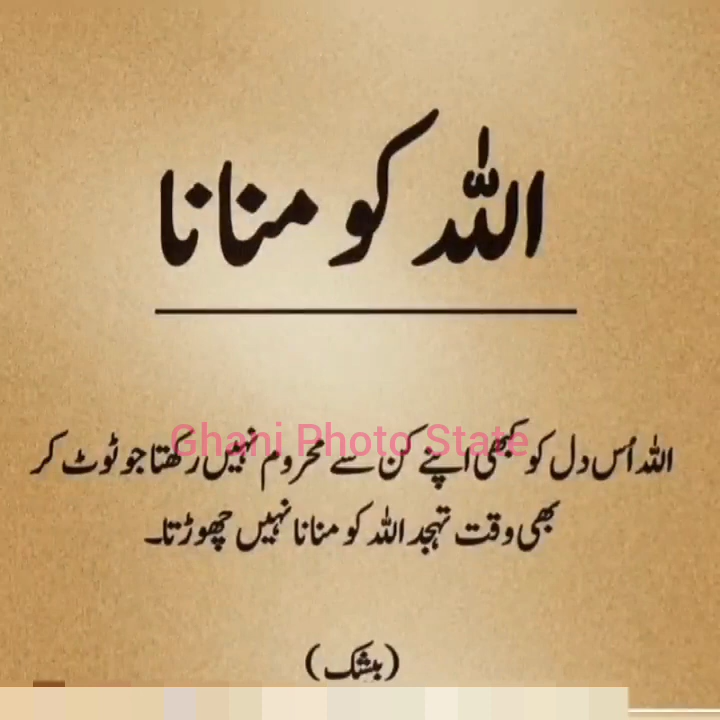 اللہ کو منانا
اللہ اُس دل کو کبھی اپنے کن سے محروم نہیں رکھتا جو ٹوٹ کر
Ghani Photo State
بھی وقت تہجد اللہ کو منانا نہیں چھوڑتا۔
(بیشک)